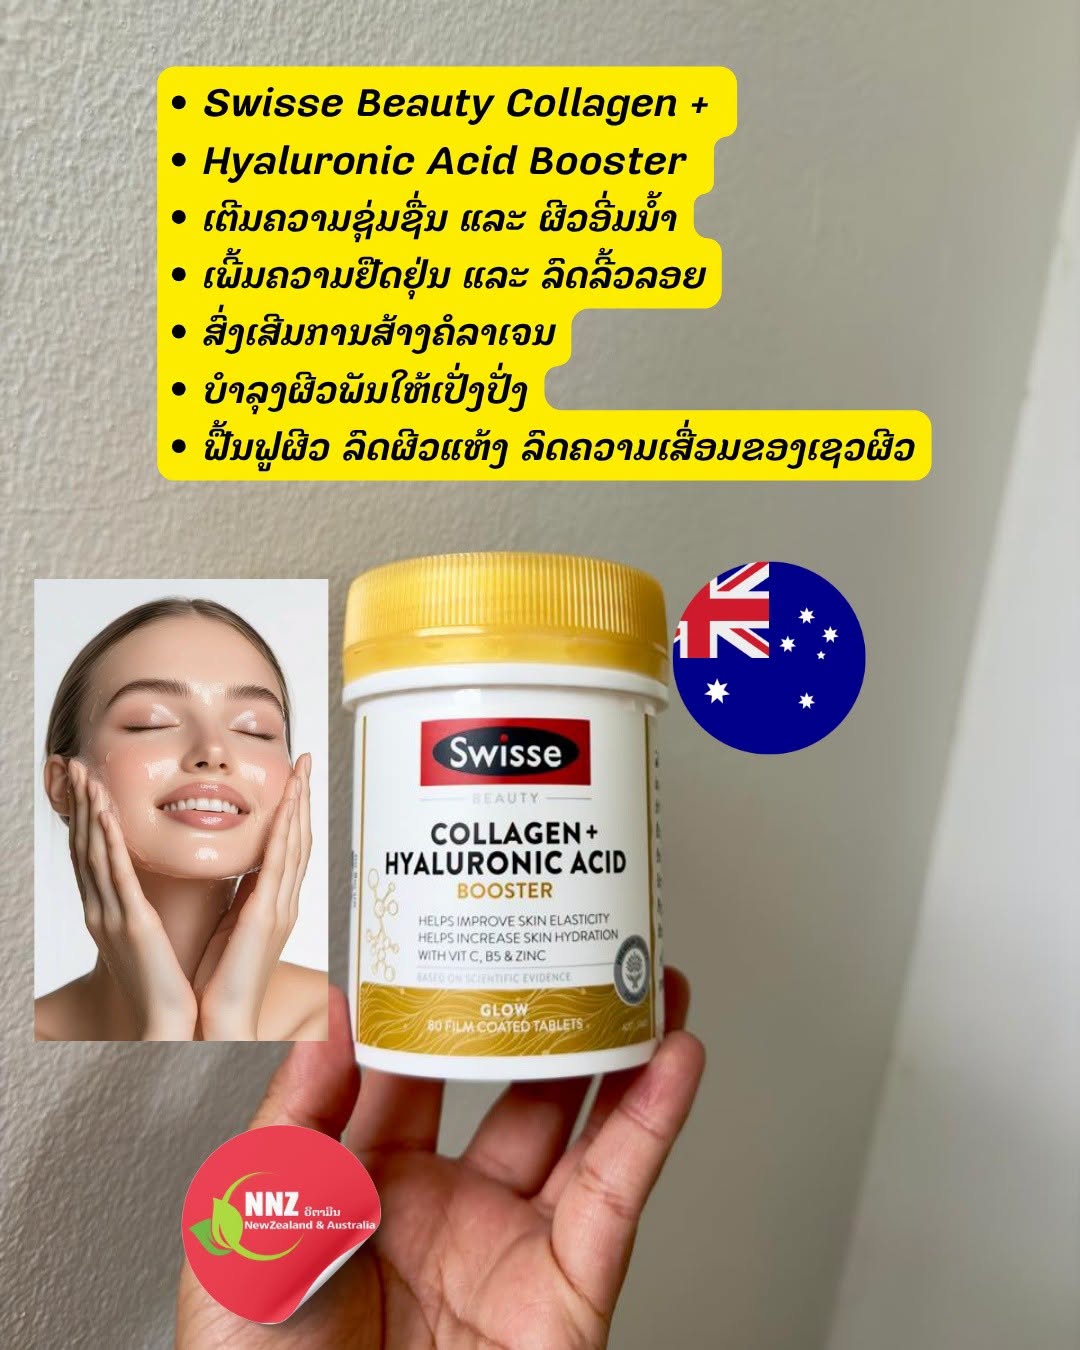 • Swisse Beauty Collagen +
• Hyaluronic Acid Booster
• ເຕີມຄວາມຊຸ່ມຊື່ນ ແລະ ຜີວອີ່ມນ້ຳ
• ເພີ້ມຄວາມຢືດຢຸ່ນ ແລະ ລົດລີ້ວລອຍ
• ສົ່ງເສີມການສ້າງຄໍລາເຈນ
• ບຳລຸງຜີວພັນໃຫ້ເປັ່ງປັ່ງ
• ຟື້ນຟູຜີວ ລົດຜີວແຫ້ງ ລົດຄວາມເສື່ອມຂອງເຊວຜີວ
Swisse
BEAUTY
COLLAGEN +
HYALURONIC ACID
BOOSTER
HELPS IMPROVE SKIN ELASTICITY
HELPS INCREASE SKIN HYDRATION
WITH VIT C, B5 & ZINC
BASED ON SCIENTIFIC EVIDENCE
GLOW
80 FILM COATED TABLETS
NNZ ວີຕາມີນ
NewZealand & Australia